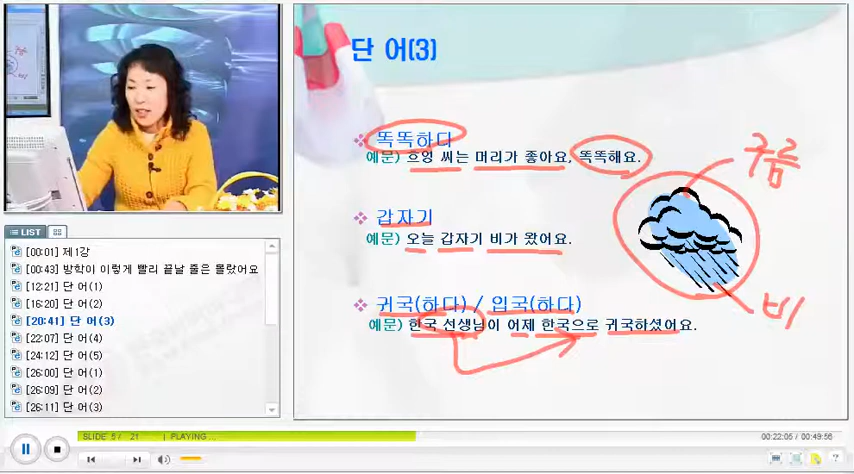 단 어(3)
똑똑하다
예문) 흐엉 씨는 머리가 좋아요, 똑똑해요.
구름
갑자기
예문) 오늘 갑자기 비가 왔어요.
비
귀국(하다) / 입국(하다)
예문) 한국 선생님이 어제 한국으로 귀국하셨어요.
LIST
[00:01] 제1강
[00:43] 방학이 이렇게 빨리 끝날 줄은 몰랐어요
[12:21] 단 어(1)
[16:20] 단 어(2)
[20:41] 단 어(3)
[22:07] 단 어(4)
[24:12] 단 어(5)
[26:00] 단 어(1)
[26:09] 단 어(2)
[26:11] 단 어(3)
SLIDE 5 / 21 | PLAYING ...
00:22:05 / 00:49:56